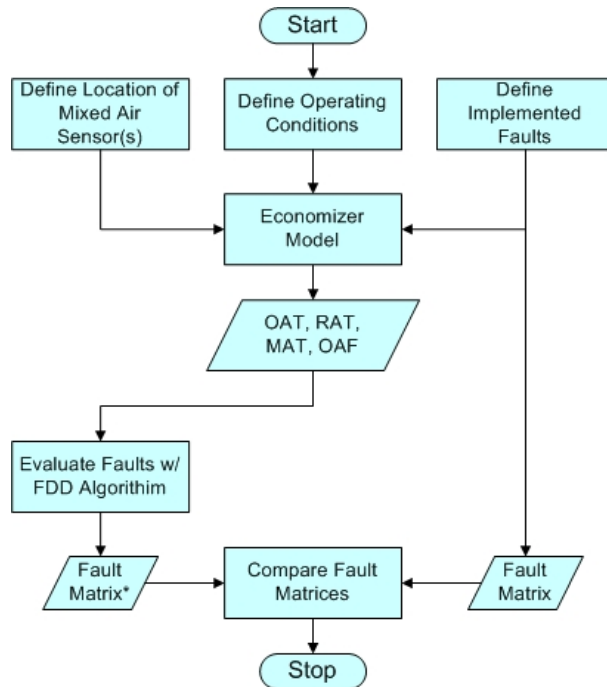 Start
Define Location of
Mixed Air
Sensor(s)
Define Operating
Conditions
Define
Implemented
Faults
Economizer
Model
OAT, RAT,
MAT, OAF
Evaluate Faults w/
FDD Algorithim
Fault
Matrix*
Compare Fault
Matrices
Fault
Matrix
Stop